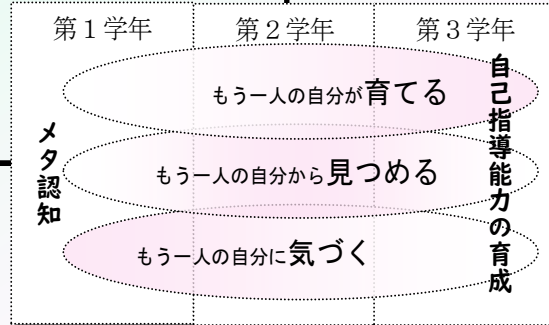 第１学年
第２学年
第３学年
もう一人の自分が育てる
もう一人の自分から見つめる
もう一人の自分に気づく
メタ認知
自己指導能力の育成